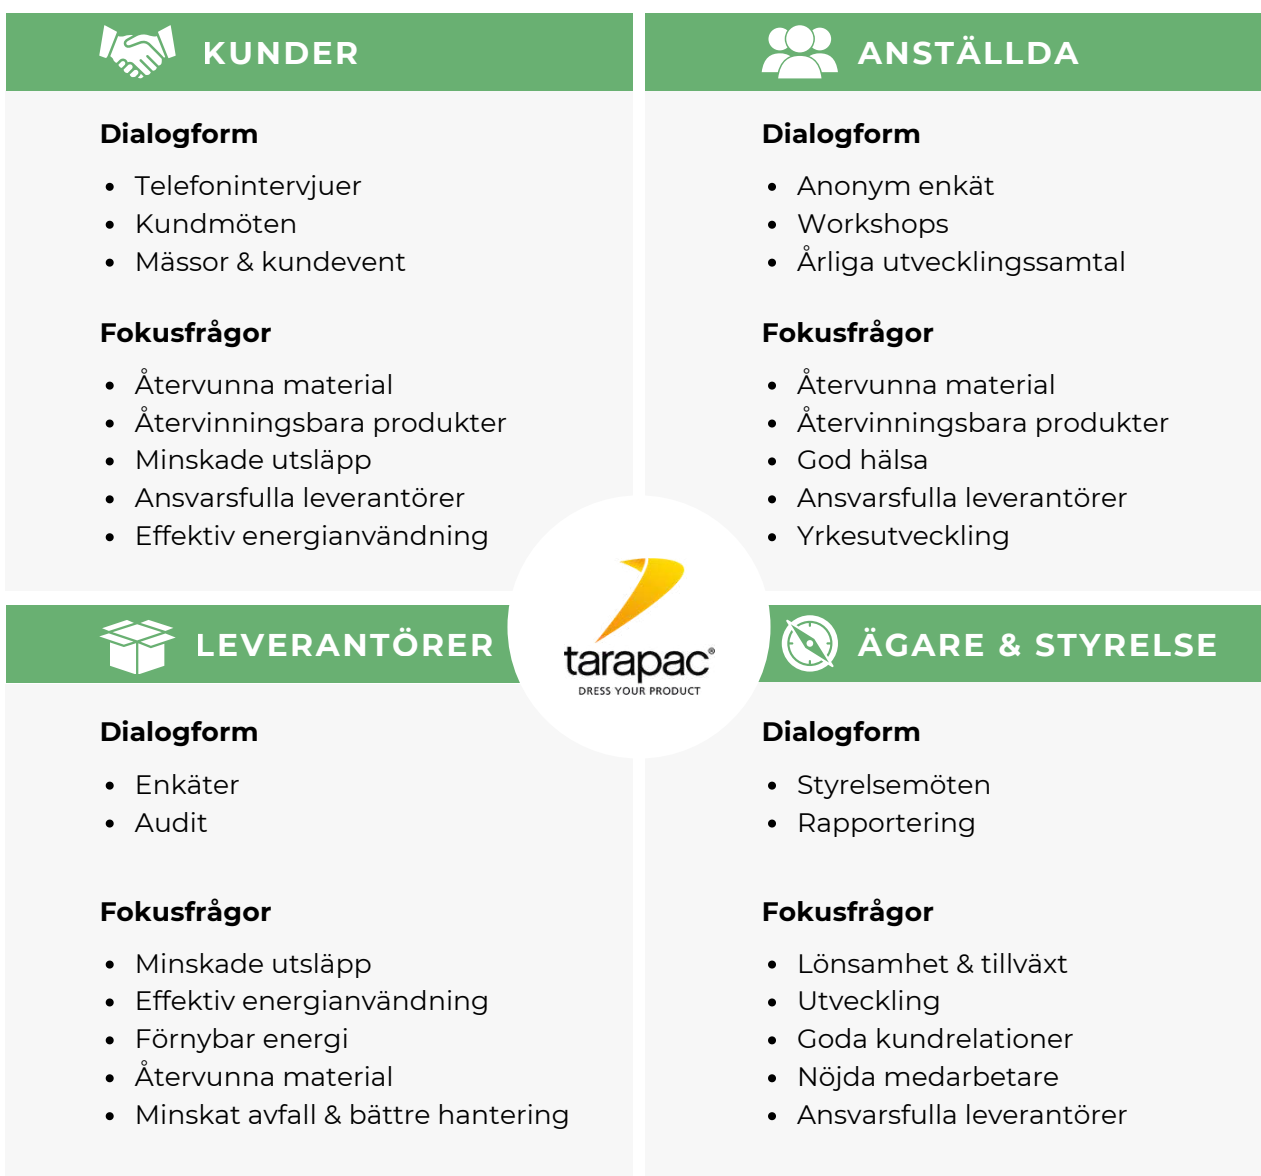 KUNDER
Dialogform
• Telefonintervjuer
• Kundmöten
• Mässor & kundevent
Fokusfrågor
• Återvunna material
• Återvinningsbara produkter
• Minskade utsläpp
• Ansvarsfulla leverantörer
• Effektiv energianvändning
ANSTÄLLDA
Dialogform
• Anonym enkät
• Workshops
• Årliga utvecklingssamtal
Fokusfrågor
• Återvunna material
• Återvinningsbara produkter
• God hälsa
• Ansvarsfulla leverantörer
• Yrkesutveckling
tarapac®
DRESS YOUR PRODUCT
LEVERANTÖRER
Dialogform
• Enkäter
• Audit
Fokusfrågor
• Minskade utsläpp
• Effektiv energianvändning
• Förnybar energi
• Återvunna material
• Minskat avfall & bättre hantering
ÄGARE & STYRELSE
Dialogform
• Styrelsemöten
• Rapportering
Fokusfrågor
• Lönsamhet & tillväxt
• Utveckling
• Goda kundrelationer
• Nöjda medarbetare
• Ansvarsfulla leverantörer